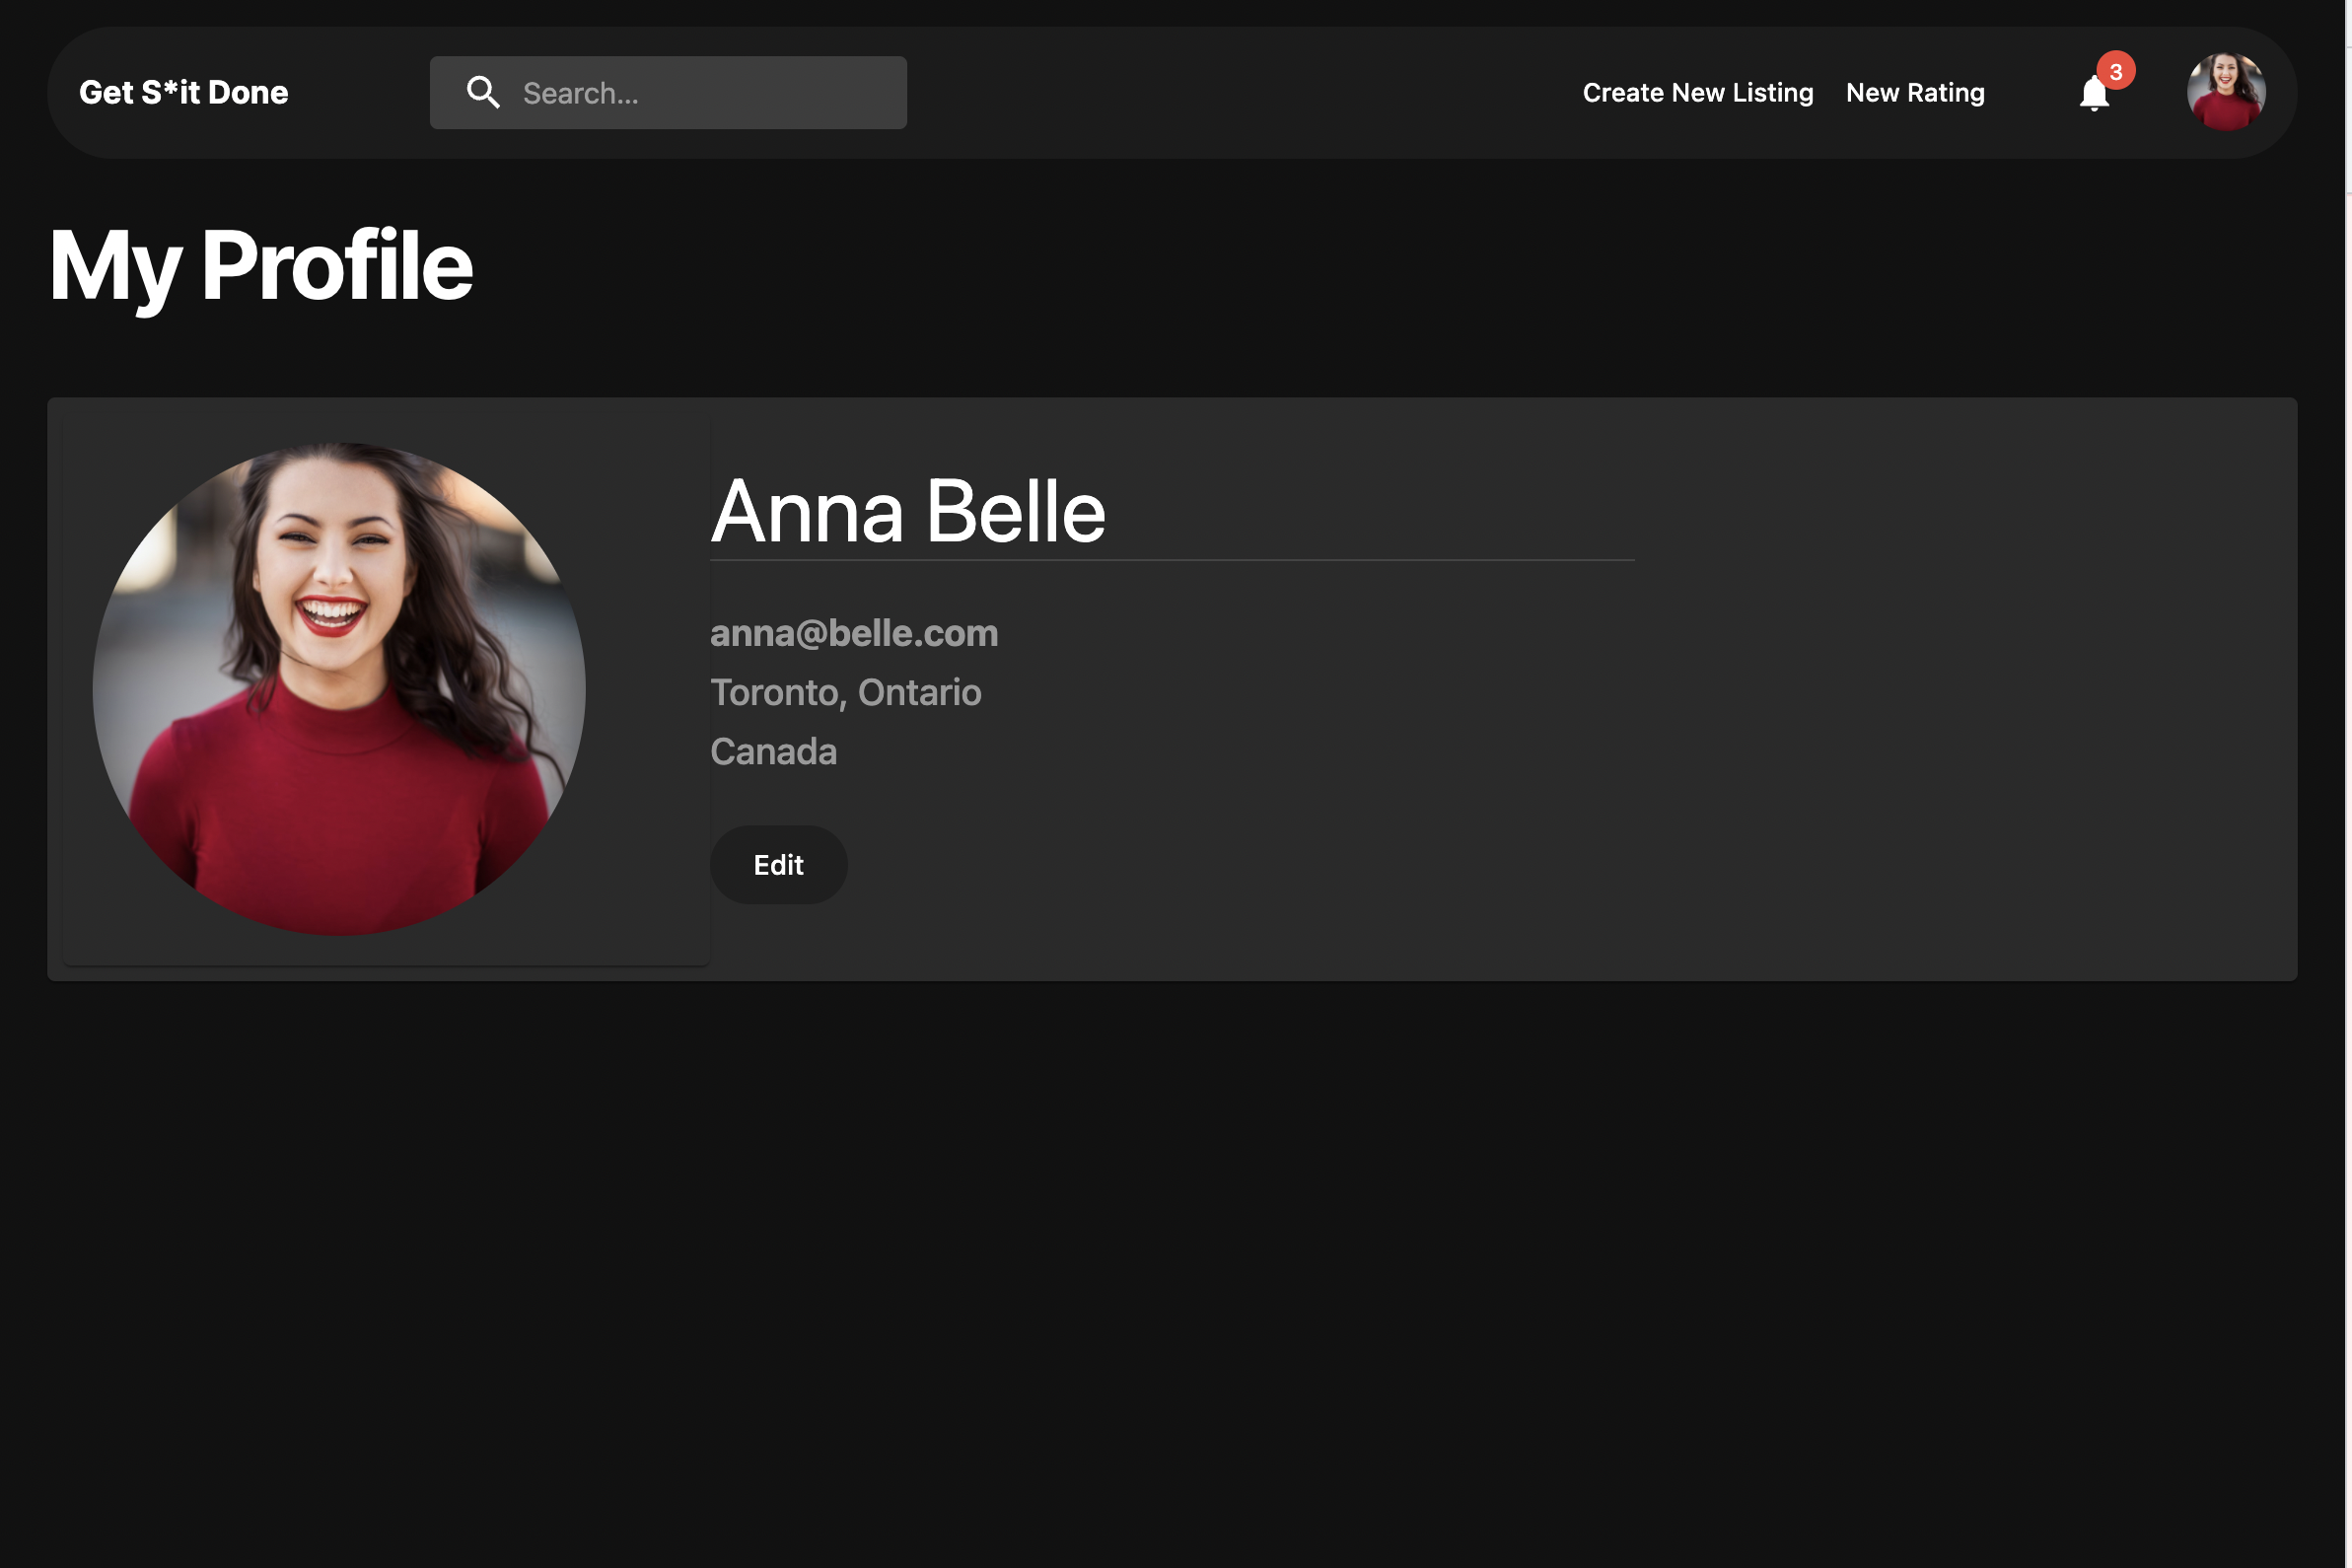 Get S*it Done
Search...
Create New Listing
New Rating
3
My Profile
Anna Belle
anna@belle.com
Toronto, Ontario
Canada
Edit